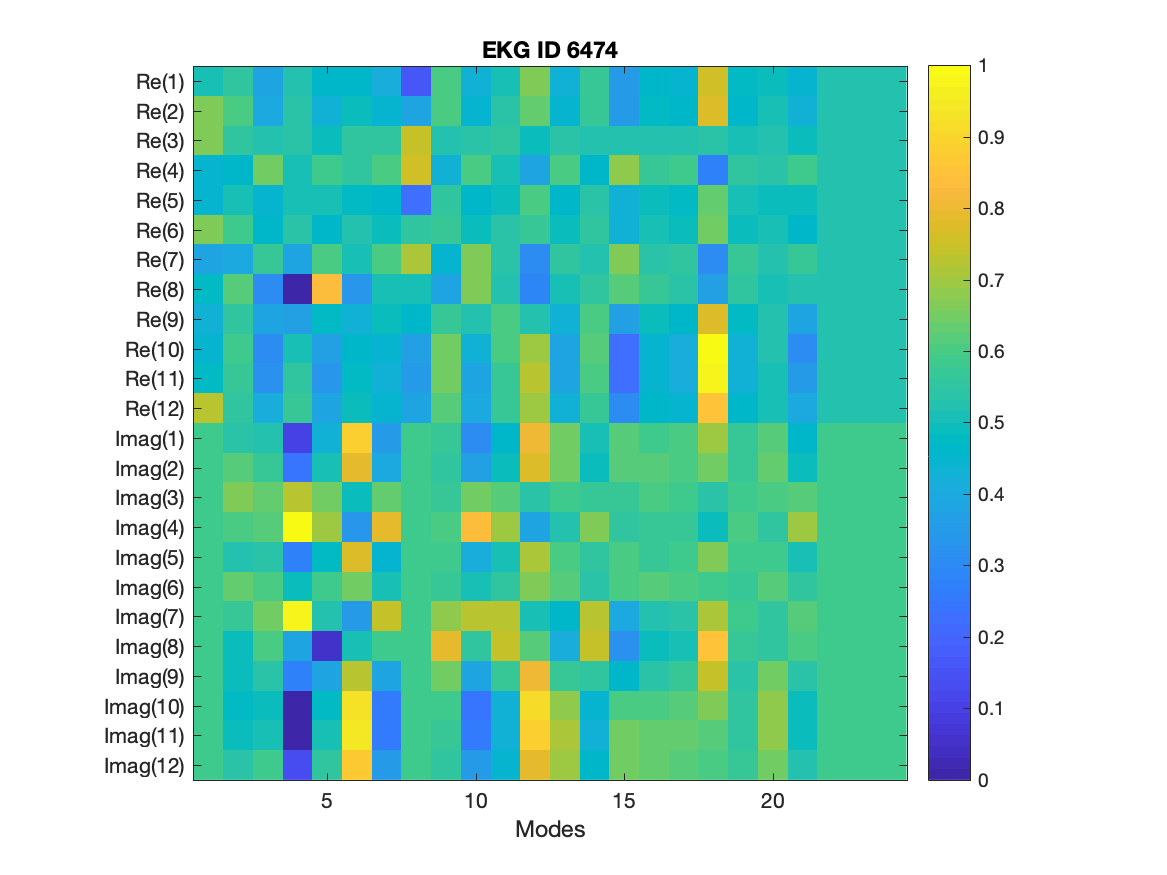 EKG ID 6474
Re(1)
Re(2)
Re(3)
Re(4)
Re(5)
Re(6)
Re(7)
Re(8)
Re(9)
Re(10)
Re(11)
Re(12)
Imag(1)
Imag(2)
Imag(3)
Imag(4)
Imag(5)
Imag(6)
Imag(7)
Imag(8)
Imag(9)
Imag(10)
Imag(11)
Imag(12)
5 10 15 20
Modes
1
0.9
0.8
0.7
0.6
0.5
0.4
0.3
0.2
0.1
0